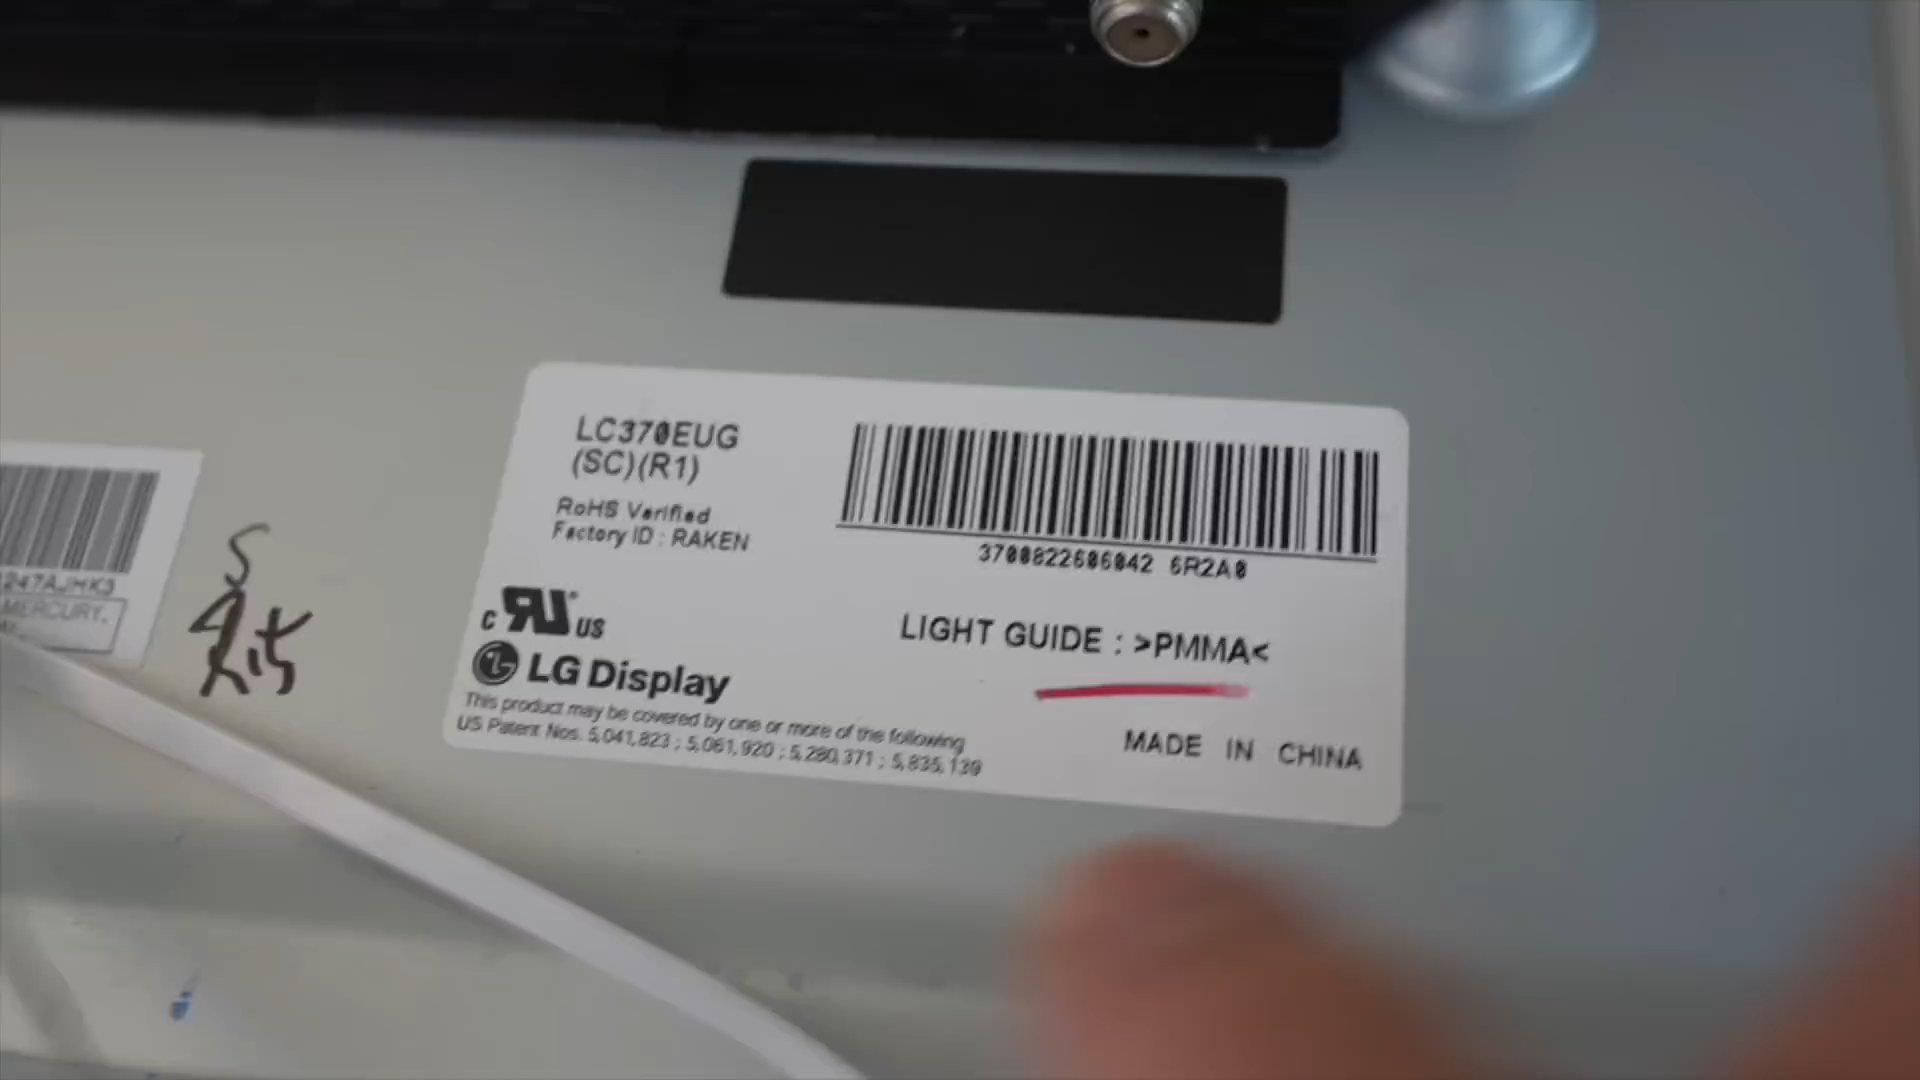 LC370EUG
(SC)(R1)
RoHS Verified
Factory ID : RAKEN
3700822606042 6R2A0
LIGHT GUIDE : >PMMA<
c RU US
LG Display
This product may be covered by one or more of the following
US Patent Nos. 5,041,823 ; 5,061,920 ; 5,280,371 ; 5,835,139
MADE IN CHINA
247AJHK3
MERCURY.